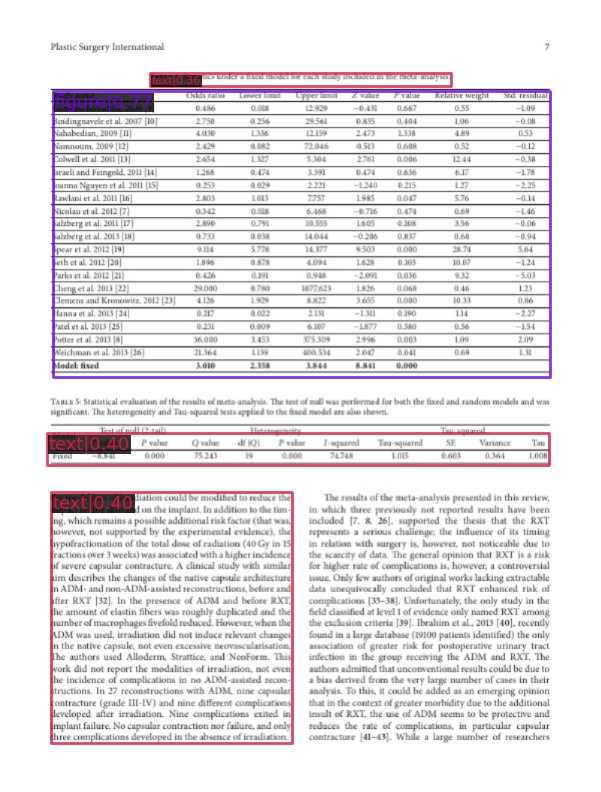 Plastic Surgery International 7
text|0.36 ics under a fixed model for each study included in the meta-analysis.
figure|0.77 Odds ratio Lower limit Upper limit Z value P value Relative weight Std. residual
0.486 0.018 12.929 −0.431 0.667 0.55 −1.09
Bindingnavele et al. 2007 [10] 2.750 0.256 29.561 0.835 0.404 1.06 −0.08
Nahabedian, 2009 [11] 4.030 1.336 12.159 2.473 1.338 4.89 0.53
Namnoum, 2009 [12] 2.429 0.082 72.046 0.513 0.608 0.52 −0.12
Colwell et al. 2011 [13] 2.654 1.327 5.304 2.761 0.006 12.44 −0.38
Israeli and Feingold, 2011 [14] 1.268 0.474 3.391 0.474 0.636 6.17 −1.78
Joanna Nguyen et al. 2011 [15] 0.253 0.029 2.221 −1.240 0.215 1.27 −2.25
Rawlani et al. 2011 [16] 2.803 1.013 7.757 1.985 0.047 5.76 −0.14
Nicolau et al. 2012 [7] 0.342 0.018 6.468 −0.716 0.474 0.69 −1.46
Salzberg et al. 2011 [17] 2.890 0.791 10.555 1.605 0.108 3.56 −0.06
Salzberg et al. 2013 [18] 0.733 0.038 14.044 −0.206 0.837 0.68 −0.94
Spear et al. 2012 [19] 9.114 5.778 14.377 9.503 0.000 28.74 5.64
Seth et al. 2012 [20] 1.896 0.878 4.094 1.628 0.103 10.07 −1.24
Parks et al. 2012 [21] 0.426 0.191 0.948 −2.091 0.036 9.32 −5.03
Cheng et al. 2013 [22] 29.000 0.780 1077.623 1.826 0.068 0.46 1.23
Clemens and Kronowitz, 2012 [23] 4.126 1.929 8.822 3.655 0.000 10.33 0.86
Hanna et al. 2013 [24] 0.217 0.022 2.131 −1.311 0.190 1.14 −2.27
Patel et al. 2013 [25] 0.231 0.009 6.107 −1.877 0.380 0.56 −1.54
Potter et al. 2013 [8] 36.000 3.453 375.309 2.996 0.003 1.09 2.09
Weichman et al. 2013 [26] 21.364 1.139 400.534 2.047 0.041 0.69 1.31
Model: fixed 3.010 2.358 3.844 8.841 0.000
Table 5: Statistical evaluation of the results of meta-analysis. The test of null was performed for both the fixed and random models and was
significant. The heterogeneity and Tau-squared tests applied to the fixed model are also shown.
Test of null (2-tail) Heterogeneity Tau-squared
text|0.40 P value Q value df (Q) P value I-squared Tau-squared SE Variance Tau
Fixed −8.841 0.000 75.243 19 0.000 74.748 1.015 0.603 0.364 1.008
text|0.40 diation could be modified to reduce the
d on the implant. In addition to the tim-
ng, which remains a possible additional risk factor (that was,
however, not supported by the experimental evidence), the
hypofractionation of the total dose of radiation (40 Gy in 15
fractions over 3 weeks) was associated with a higher incidence
of severe capsular contracture. A clinical study with similar
aim describes the changes of the native capsule architecture
in ADM- and non-ADM-assisted reconstructions, before and
after RXT [32]. In the presence of ADM and before RXT,
the amount of elastin fibers was roughly duplicated and the
number of macrophages fivefold reduced. However, when the
ADM was used, irradiation did not induce relevant changes
in the native capsule, not even excessive neovascularisation.
The authors used Alloderm, Strattice, and NeoForm. This
work did not report the modalities of irradiation, not even
the incidence of complications in no ADM-assisted recon-
structions. In 27 reconstructions with ADM, nine capsular
contracture (grade III-IV) and nine different complications
developed after irradiation. Nine complications exited in
implant failure. No capsular contraction nor failure, and only
three complications developed in the absence of irradiation.
The results of the meta-analysis presented in this review,
in which three previously not reported results have been
included [7, 8, 26], supported the thesis that the RXT
represents a serious challenge; the influence of its timing
in relation with surgery is, however, not noticeable due to
the scarcity of data. The general opinion that RXT is a risk
for higher rate of complications is, however, a controversial
issue. Only few authors of original works lacking extractable
data unequivocally concluded that RXT enhanced risk of
complications [33–38]. Unfortunately, the only study in the
field classified at level I of evidence only named RXT among
the exclusion criteria [39]. Ibrahim et al., 2013 [40], recently
found in a large database (19100 patients identified) the only
association of greater risk for postoperative urinary tract
infection in the group receiving the ADM and RXT. The
authors admitted that unconventional results could be due to
a bias derived from the very large number of cases in their
analysis. To this, it could be added as an emerging opinion
that in the context of greater morbidity due to the additional
insult of RXT, the use of ADM seems to be protective and
reduces the rate of complications, in particular capsular
contracture [41–43]. While a large number of researchers